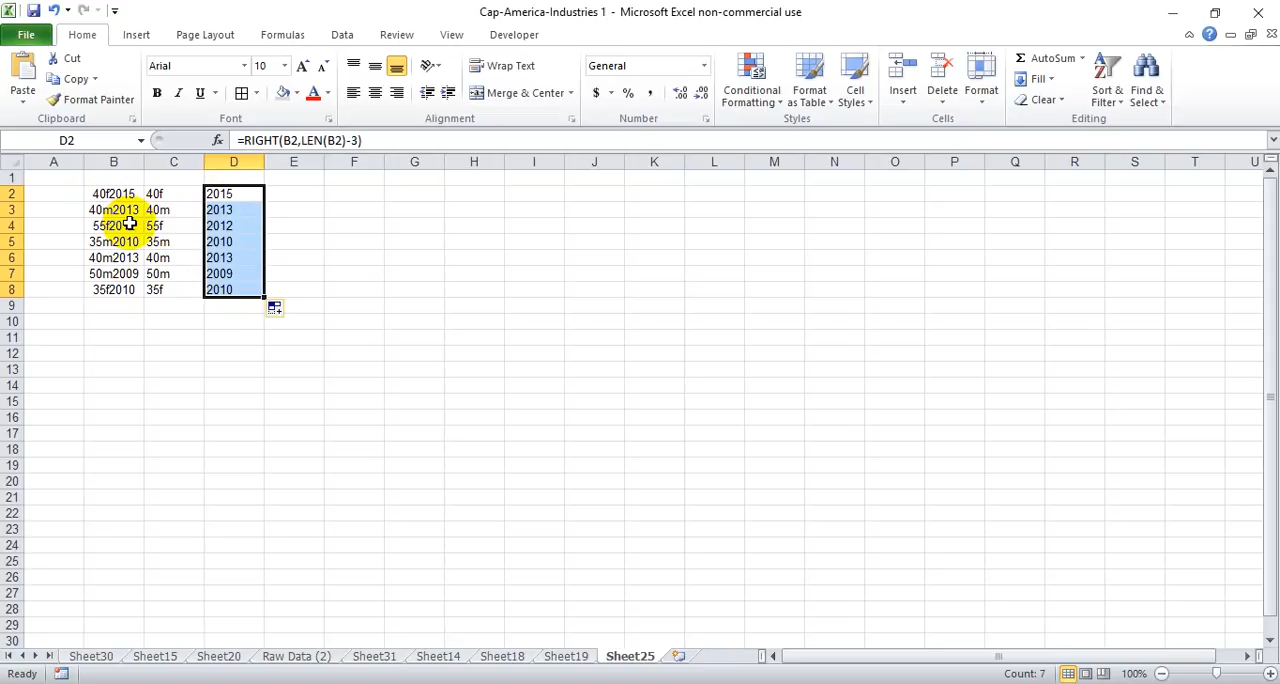 Cap-America-Industries 1 - Microsoft Excel non-commercial use
File Home Insert Page Layout Formulas Data Review View Developer
Paste
Cut
Copy
Format Painter
Clipboard
Arial 10
B I U
Font
Wrap Text
Merge & Center
Alignment
General
$ % ,
Number
Conditional Formatting
Format as Table
Cell Styles
Styles
Insert Delete Format
Cells
Σ AutoSum
Fill
Clear
Sort & Filter
Find & Select
Editing
D2 fx =RIGHT(B2,LEN(B2)-3)
A B C D E F G H I J K L M N O P Q R S T U
1
2 40f2015 40f 2015
3 40m2013 40m 2013
4 55f20 55f 2012
5 35m2010 35m 2010
6 40m2013 40m 2013
7 50m2009 50m 2009
8 35f2010 35f 2010
9
10
11
12
13
14
15
16
17
18
19
20
21
22
23
24
25
26
27
28
29
30
Sheet30 Sheet15 Sheet20 Raw Data (2) Sheet31 Sheet14 Sheet18 Sheet19 Sheet25
Ready Count: 7 100%